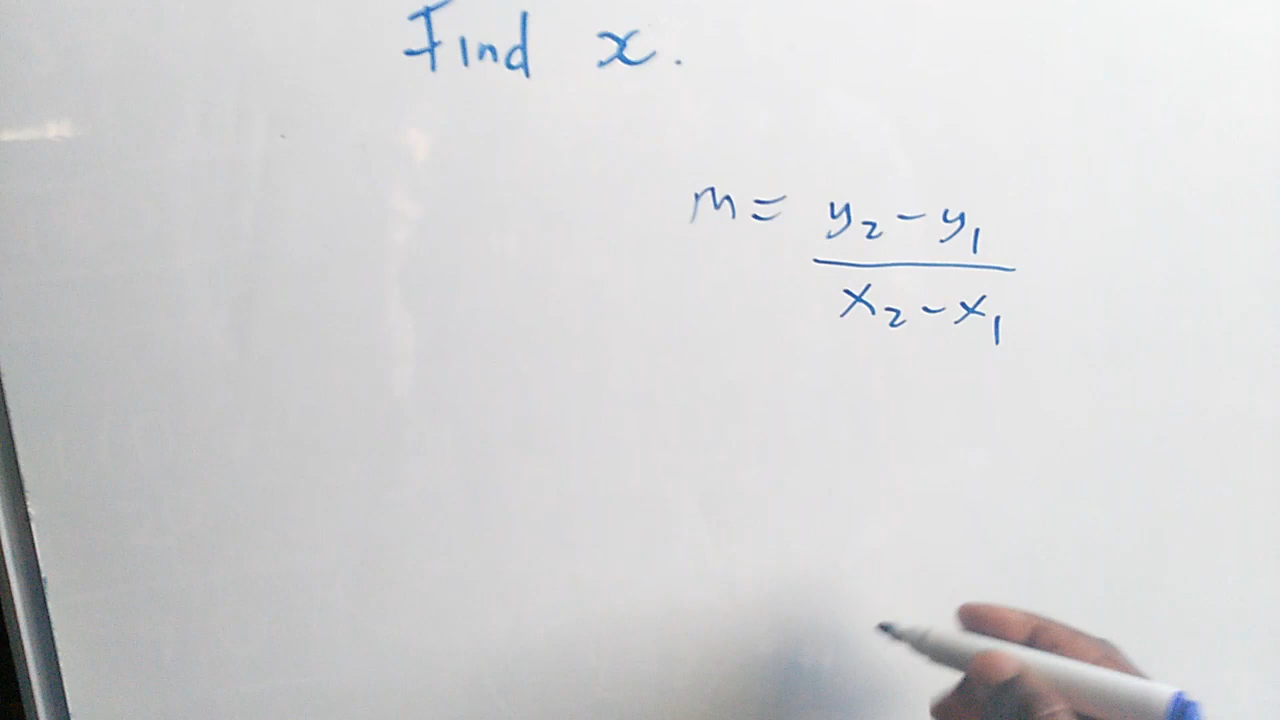 Find x.
m = y₂ - y₁
x₂ - x₁